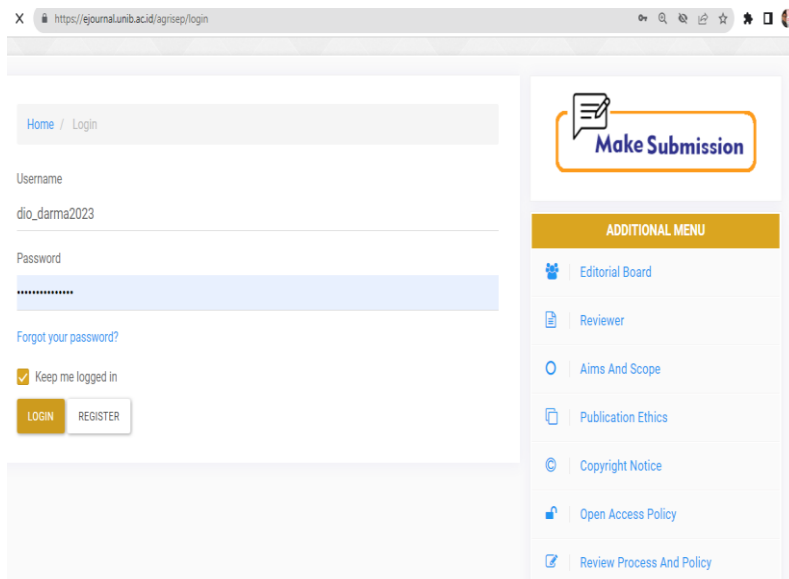 https://ejournal.unib.ac.id/agrisep/login
Home / Login
Username
dio_darma2023
Password
•••••••••••••••
Forgot your password?
Keep me logged in
LOGIN REGISTER
Make Submission
ADDITIONAL MENU
Editorial Board
Reviewer
Aims And Scope
Publication Ethics
Copyright Notice
Open Access Policy
Review Process And Policy